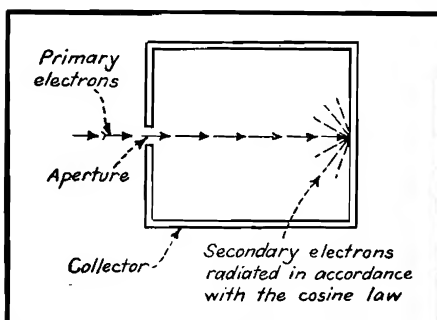 Primary
electrons
Aperture
Collector
Secondary electrons
radiated in accordance
with the cosine law